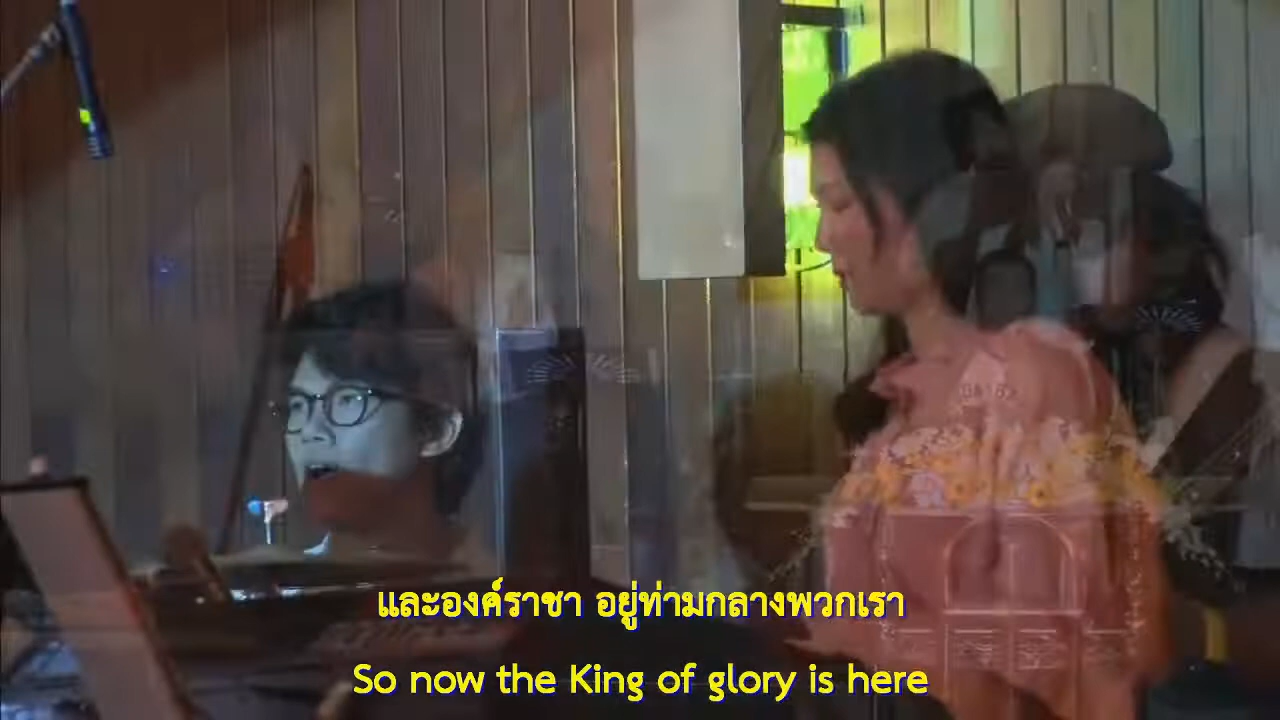 และองค์ราชา อยู่ท่ามกลางพวกเรา
So now the King of glory is here